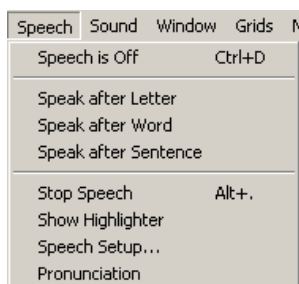 Speech Sound Window Grids
Speech is Off Ctrl+D
Speak after Letter
Speak after Word
Speak after Sentence
Stop Speech Alt+.
Show Highlighter
Speech Setup...
Pronunciation